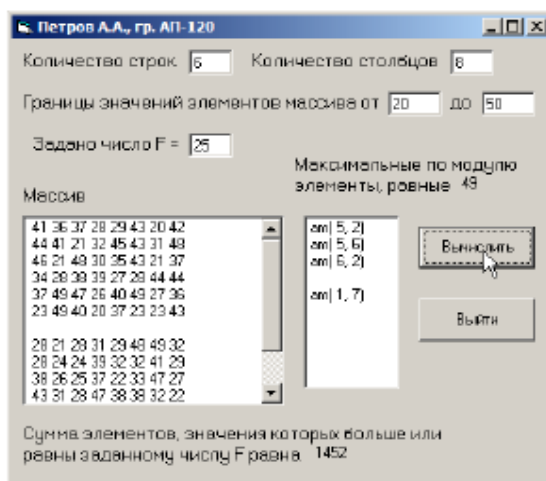 Петров А.А., гр. АП-120
Количество строк 6 Количество столбцов 8
Границы значений элементов массива от 20 до 50
Задано число F = 25
Максимальные по модулю
элементы, равные 49
Массив
41 36 37 28 29 43 20 42
44 41 21 32 45 43 31 48
46 21 48 30 35 43 21 37
34 28 38 39 27 28 44 44
37 49 47 26 40 49 27 36
23 49 40 20 37 23 23 43
28 21 28 31 29 48 49 32
28 24 24 39 32 32 41 29
38 26 25 37 22 33 47 27
43 31 28 47 38 38 32 22
am( 5, 2)
am( 5, 6)
am( 6, 2)
am( 1, 7)
Вычислить
Выйти
Сумма элементов, значения которых больше или
равны заданному числу F равна 1452